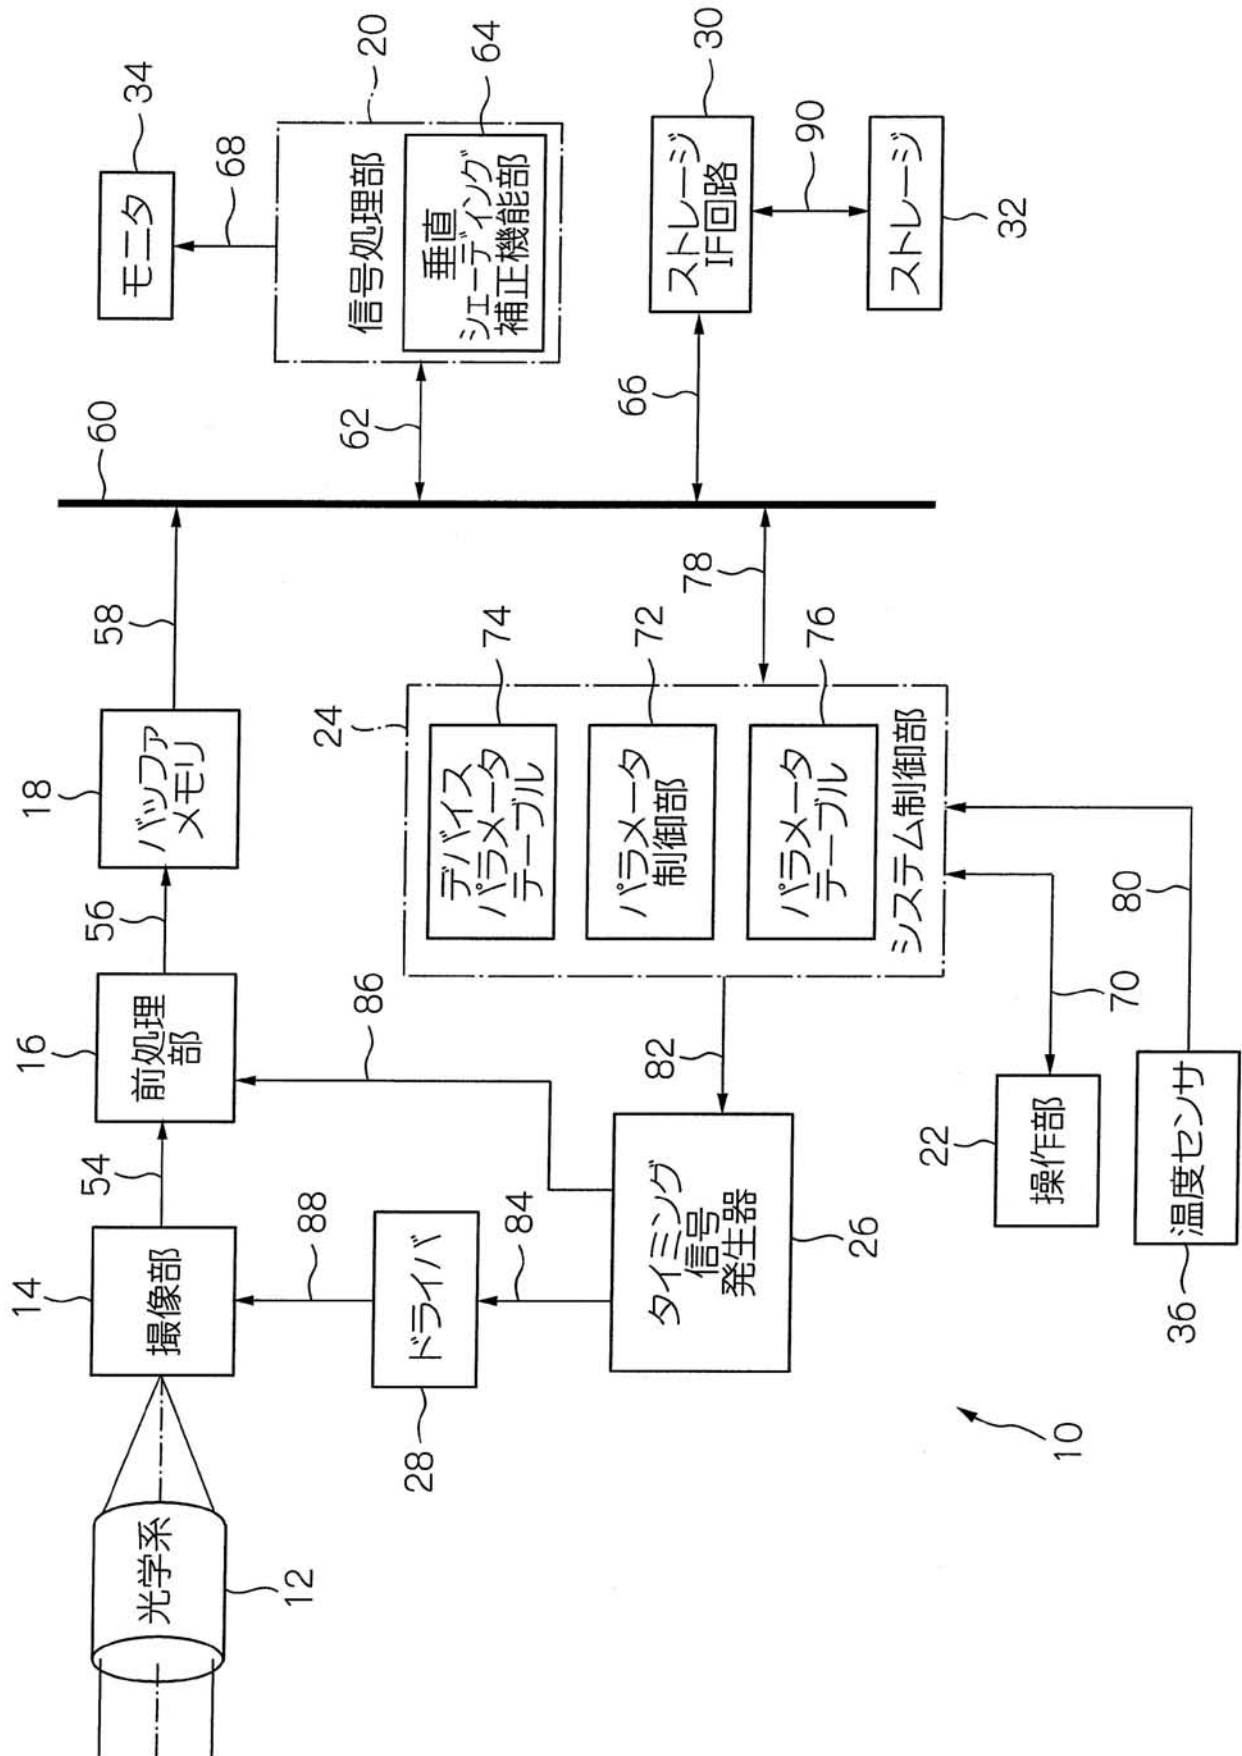 光学系
12
撮像部
14
54
前処理
部
16
56
バッファ
メモリ
18
58
60
モニタ
34
68
信号処理部
20
垂直
シェーディング
補正機能部
64
62
88
ドライバ
28
84
86
タイミング
信号
発生器
26
82
24
デバイス
パラメータ
テーブル
74
パラメータ
制御部
72
パラメータ
テーブル
76
システム制御部
78
66
ストレージ
IF回路
30
90
ストレージ
32
操作部
22
70
温度センサ
36
80
10